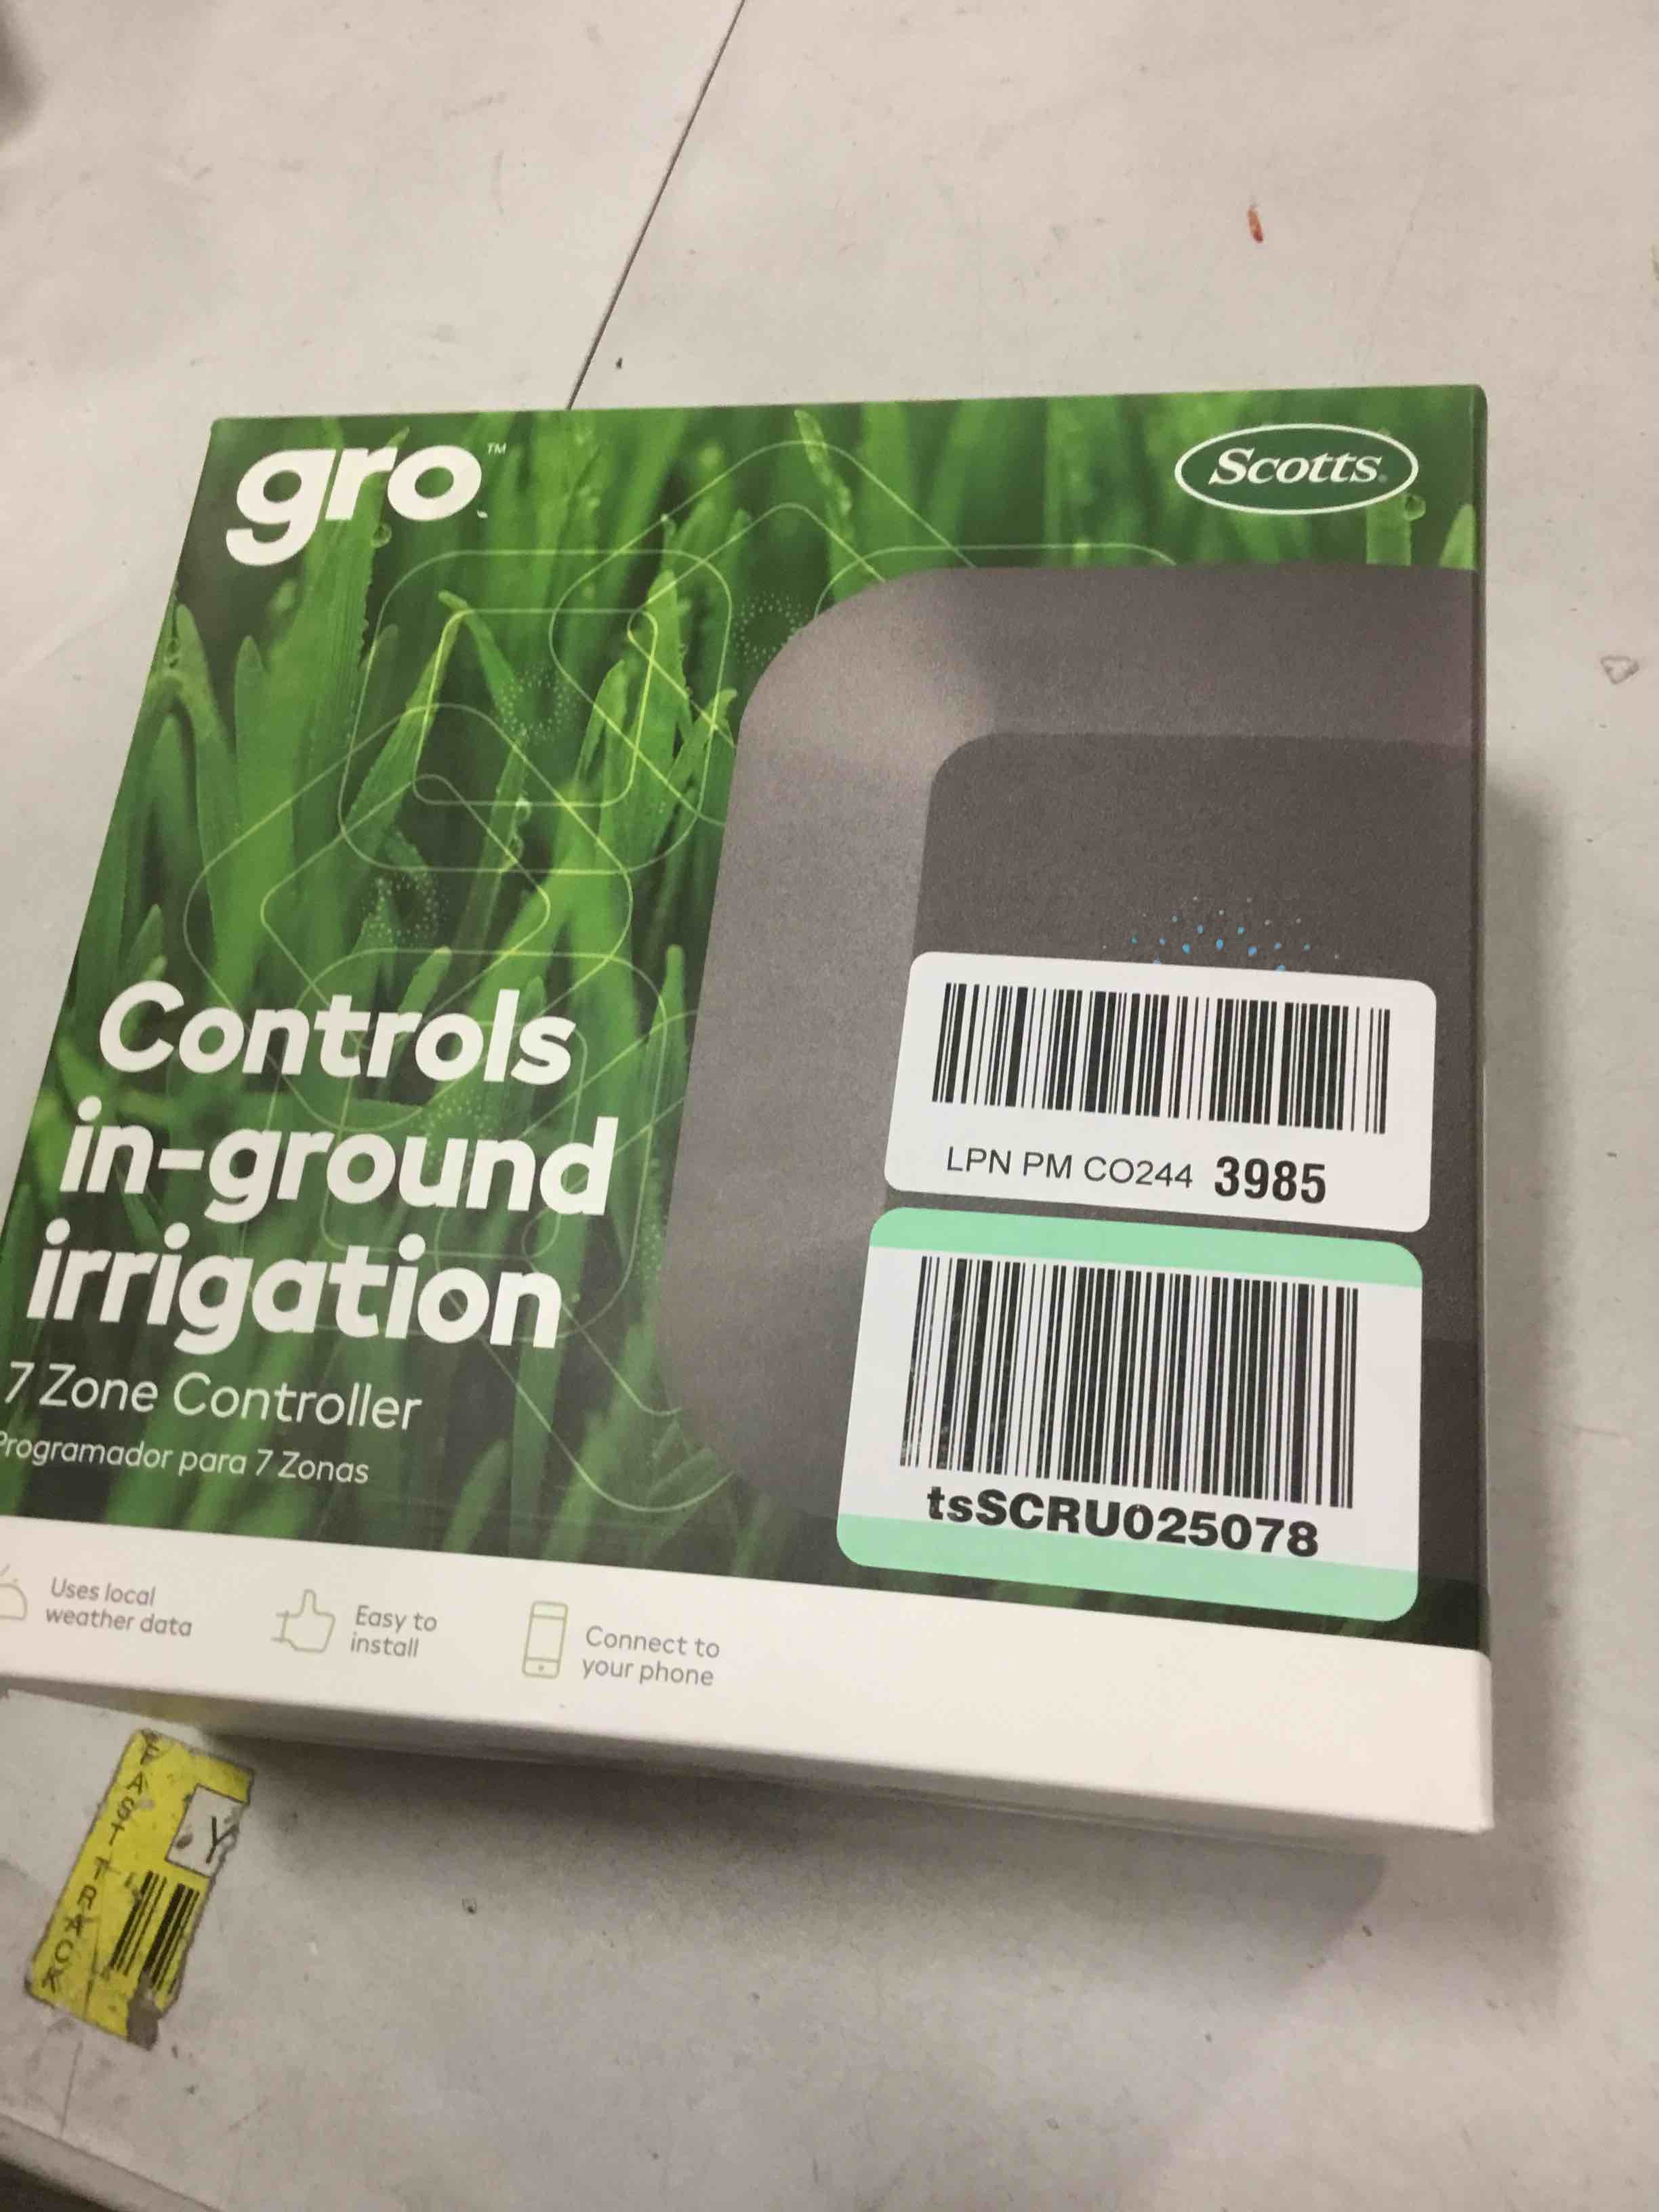 gro™
Scotts®
Controls
in-ground
irrigation
7 Zone Controller
Programador para 7 Zonas
LPN PM CO244 3985
tsSCRU025078
Uses local
weather data
Easy to
install
Connect to
your phone
FAST TRACK
Y